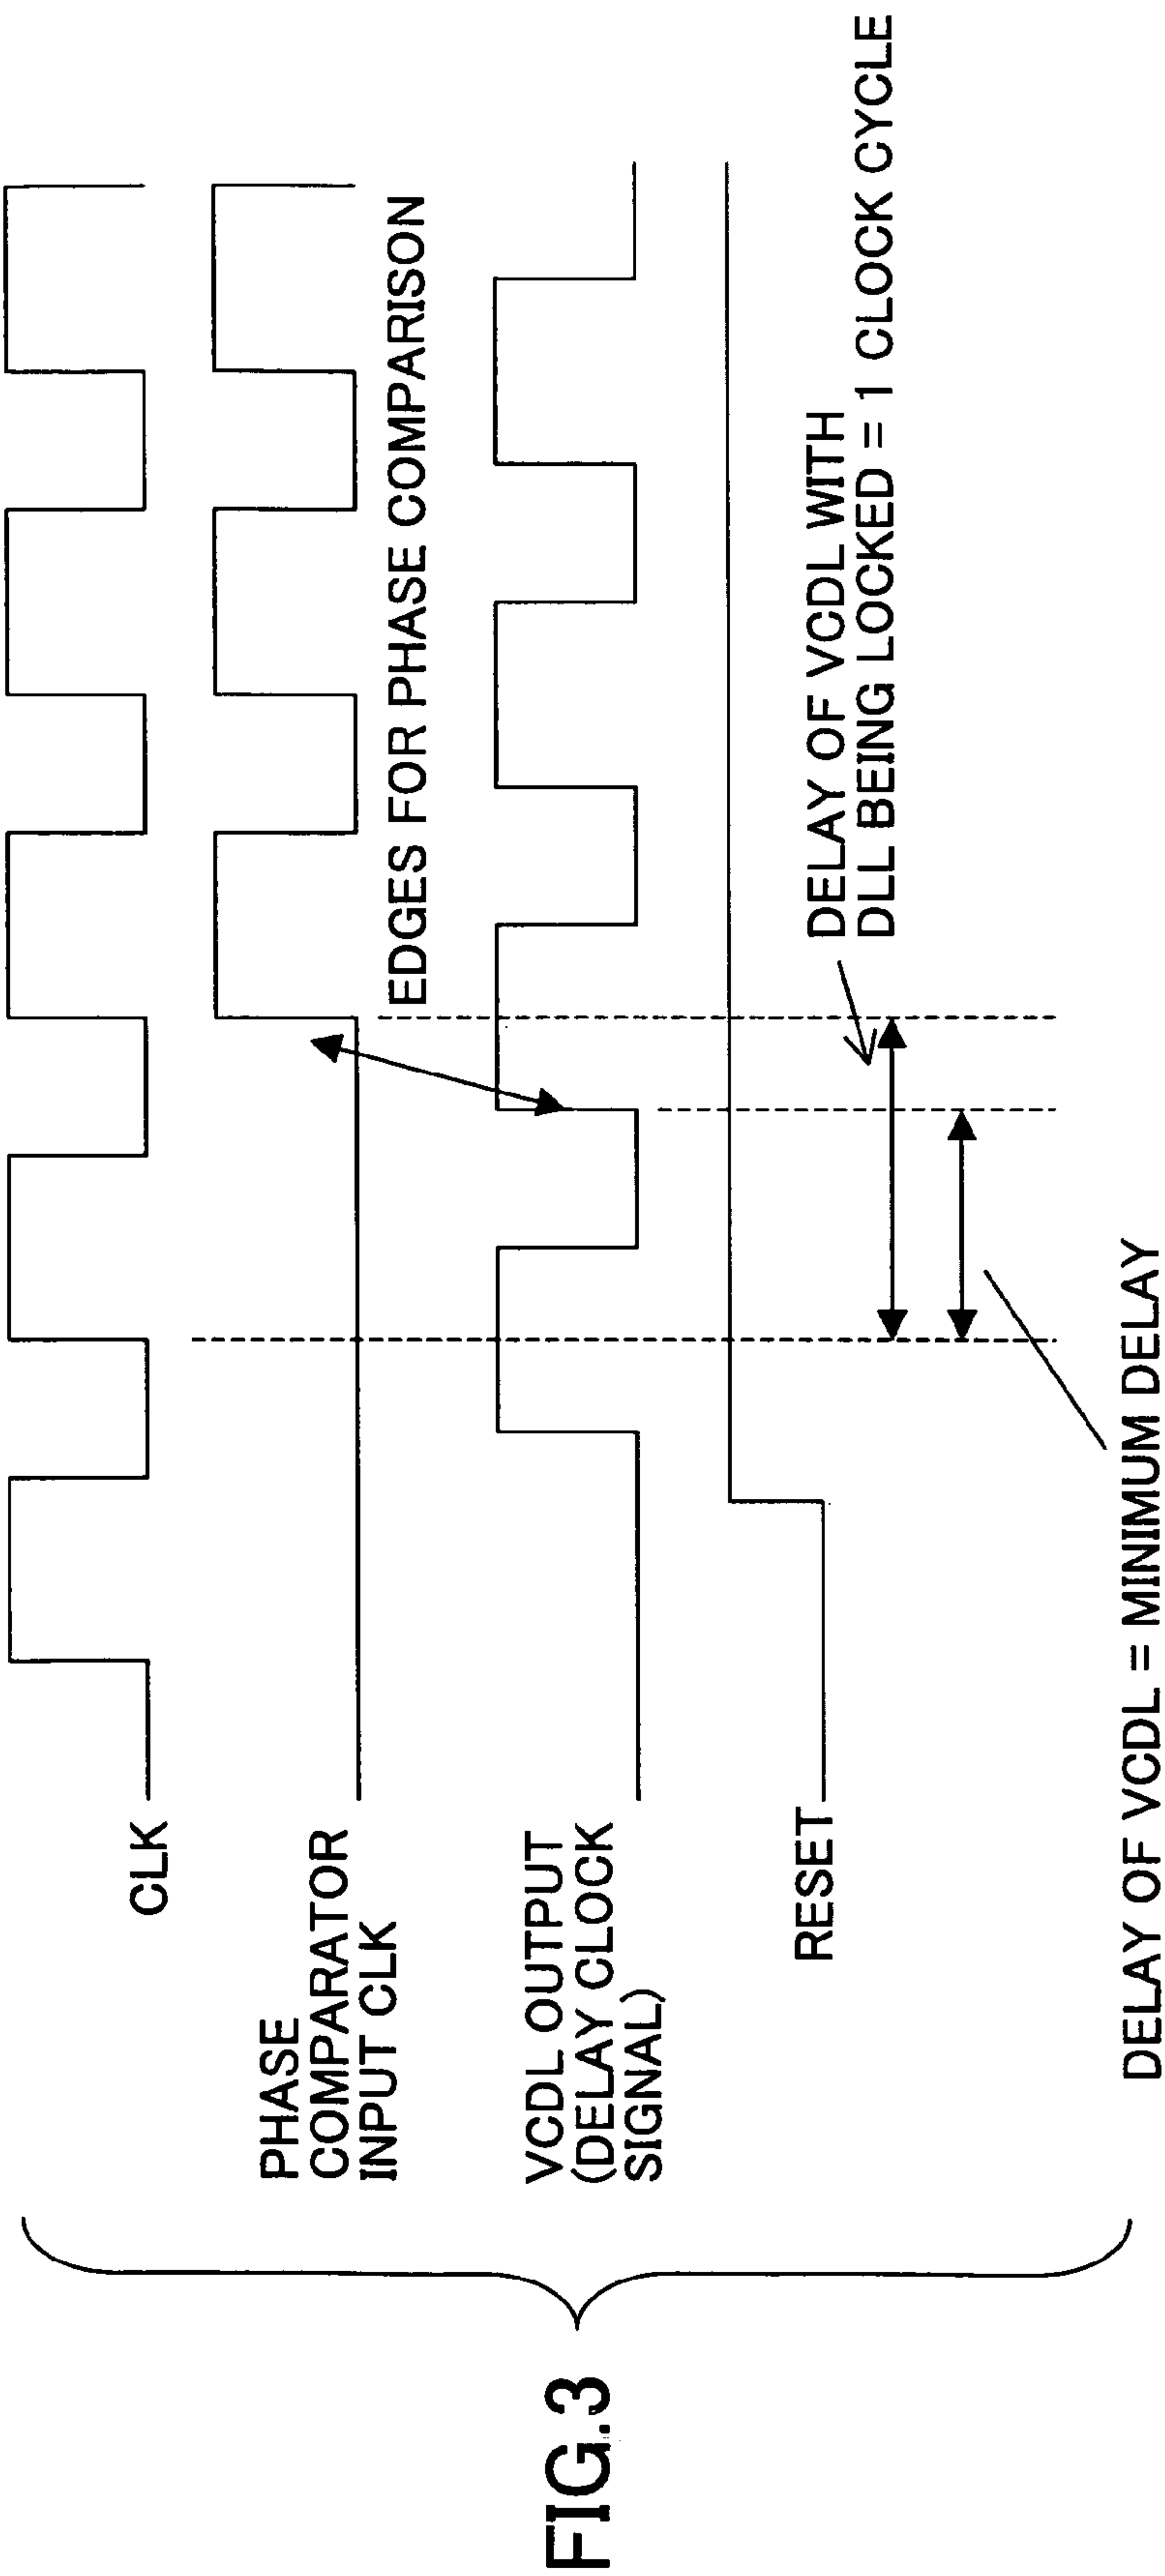 FIG.3
CLK
PHASE
COMPARATOR
INPUT CLK
EDGES FOR PHASE COMPARISON
VCDL OUTPUT
(DELAY CLOCK
SIGNAL)
RESET
DELAY OF VCDL WITH
DLL BEING LOCKED = 1 CLOCK CYCLE
DELAY OF VCDL = MINIMUM DELAY